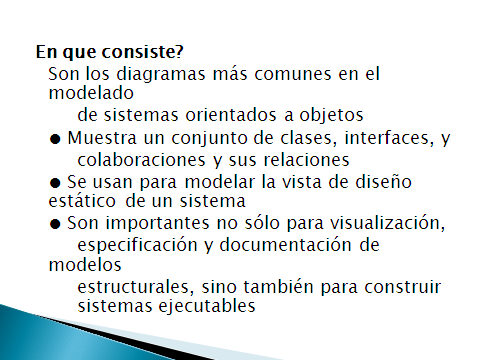 En que consiste?
Son los diagramas más comunes en el
modelado
de sistemas orientados a objetos
● Muestra un conjunto de clases, interfaces, y
colaboraciones y sus relaciones
● Se usan para modelar la vista de diseño
estático de un sistema
● Son importantes no sólo para visualización,
especificación y documentación de
modelos
estructurales, sino también para construir
sistemas ejecutables